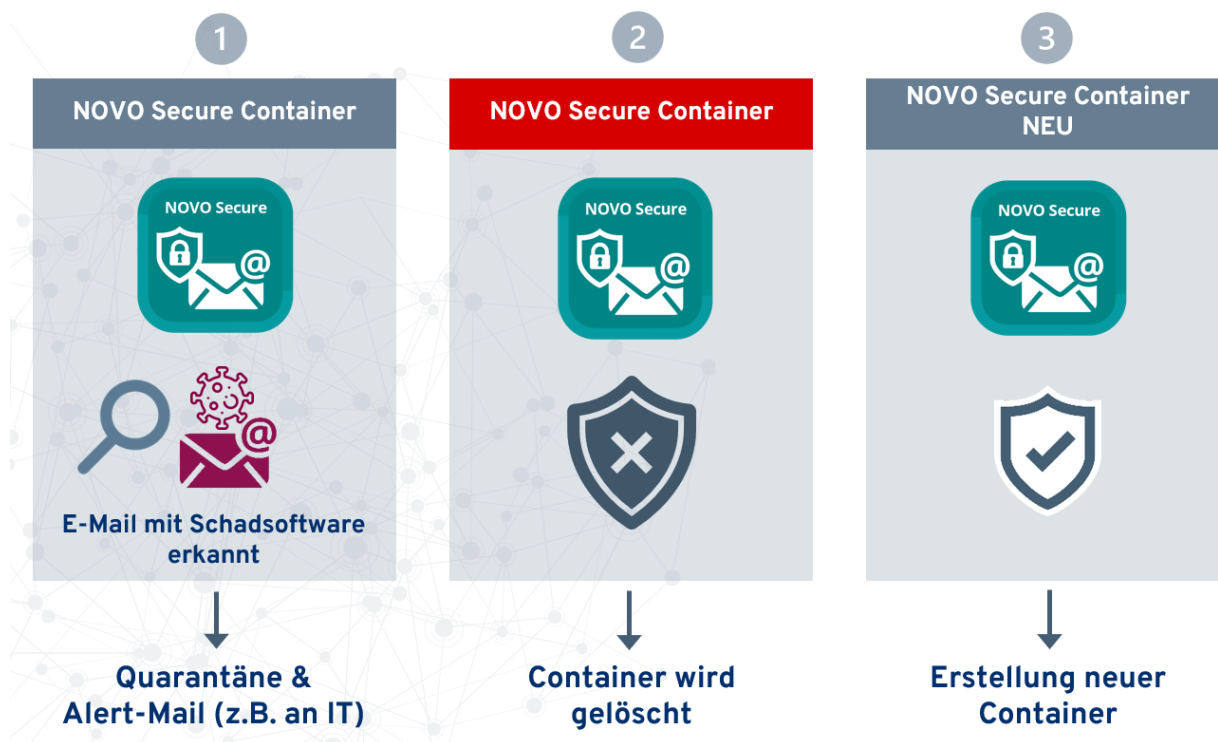 1
NOVO Secure Container
NOVO Secure
@
@
E-Mail mit Schadsoftware
erkannt
Quarantäne &
Alert-Mail (z.B. an IT)
2
NOVO Secure Container
NOVO Secure
@
Container wird
gelöscht
3
NOVO Secure Container
NEU
NOVO Secure
@
Erstellung neuer
Container